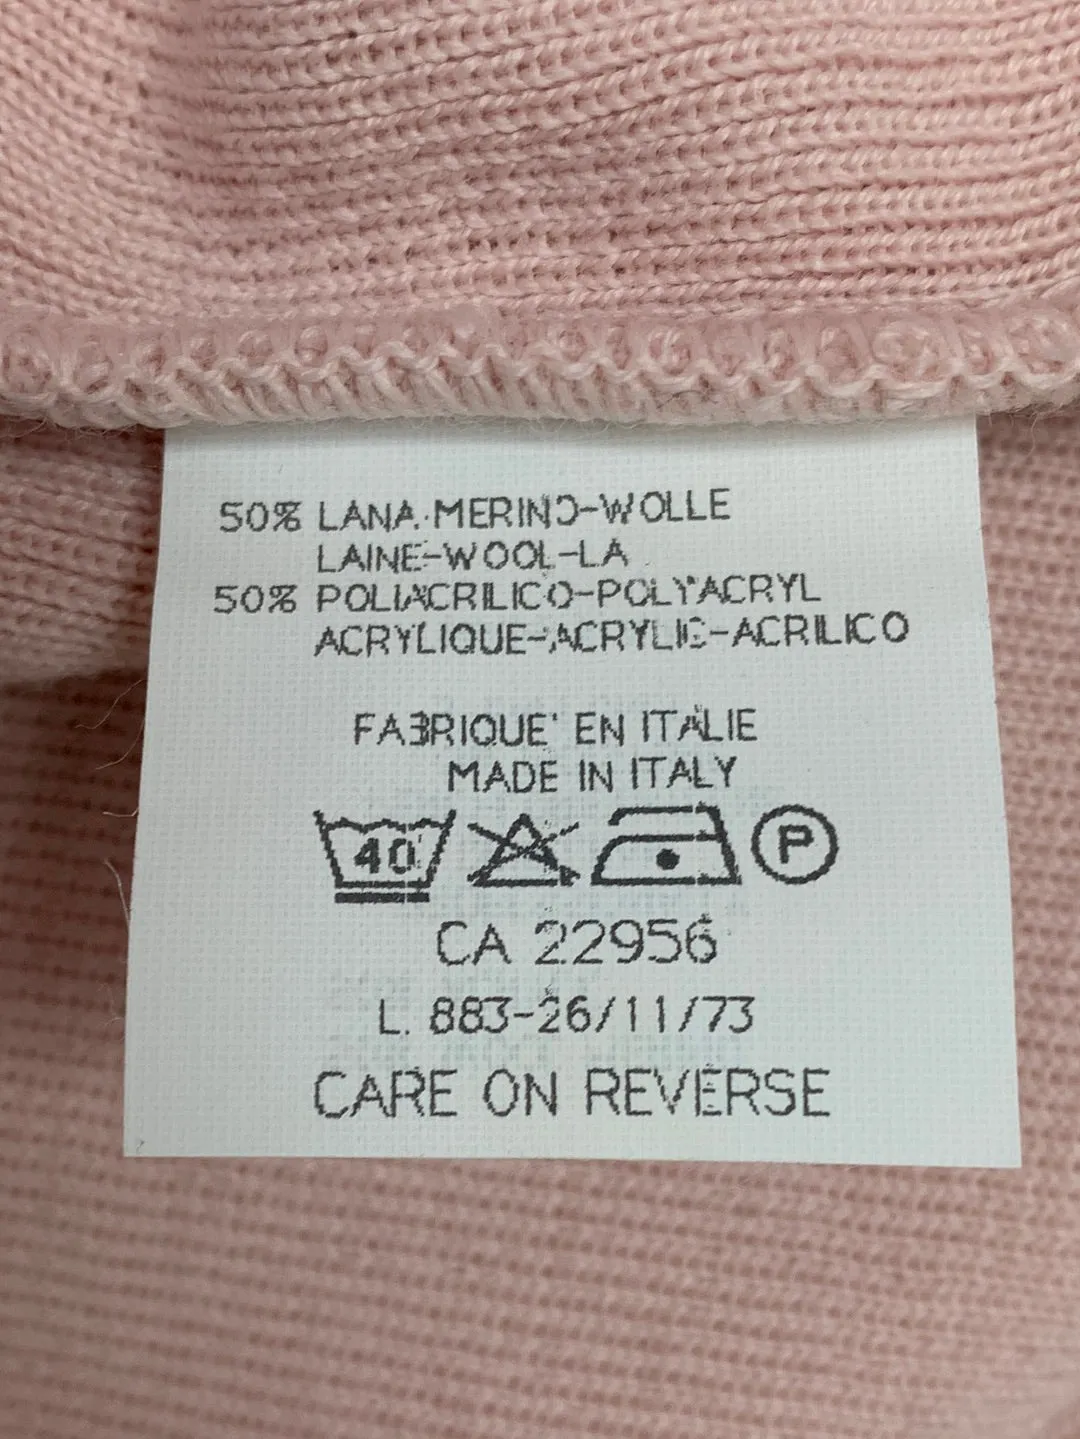 50% LANA MERINO-WOLLE
LAINE-WOOL-LA
50% POLIACRILICO-POLYACRYL
ACRYLIQUE-ACRYLIC-ACRILICO
FABRIQUE' EN ITALIE
MADE IN ITALY
40 P
CA 22956
L. 883-26/11/73
CARE ON REVERSE